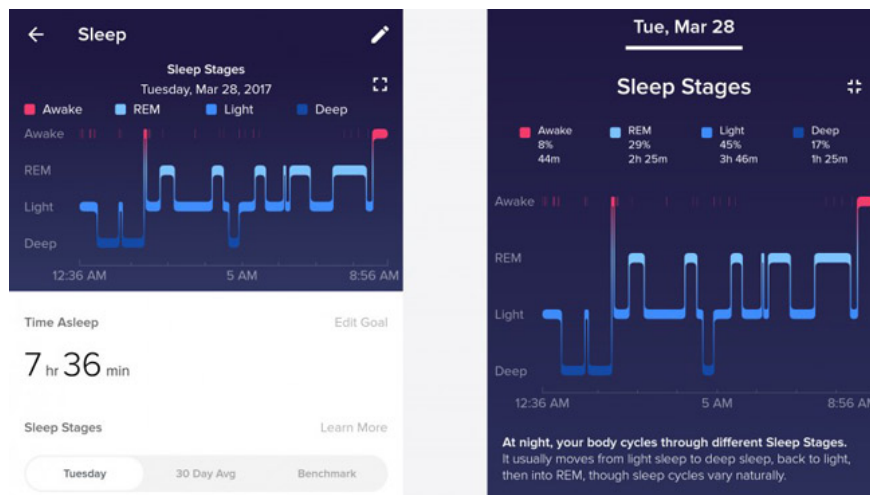 Sleep
Sleep Stages
Tuesday, Mar 28, 2017
Awake REM Light Deep
Awake
REM
Light
Deep
12:36 AM 5 AM 8:56 AM
Time Asleep Edit Goal
7 hr 36 min
Sleep Stages Learn More
Tuesday 30 Day Avg Benchmark
Tue, Mar 28
Sleep Stages
Awake REM Light Deep
8% 29% 45% 17%
44m 2h 25m 3h 46m 1h 25m
Awake
REM
Light
Deep
12:36 AM 5 AM 8:56 AM
At night, your body cycles through different Sleep Stages.
It usually moves from light sleep to deep sleep, back to light,
then into REM, though sleep cycles vary naturally.